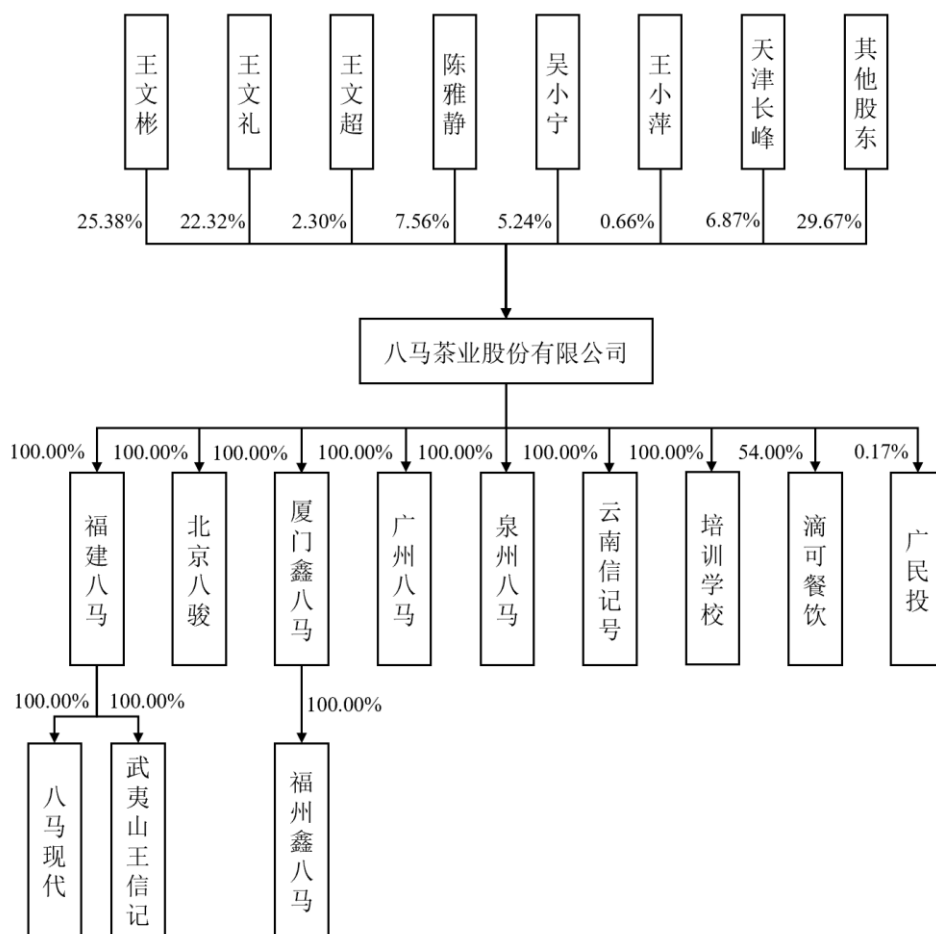 王文彬
王文礼
王文超
陈雅静
吴小宁
王小萍
天津长峰
其他股东
25.38%
22.32%
2.30%
7.56%
5.24%
0.66%
6.87%
29.67%
八马茶业股份有限公司
100.00%
100.00%
100.00%
100.00%
100.00%
100.00%
100.00%
54.00%
0.17%
福建八马
北京八骏
厦门鑫八马
广州八马
泉州八马
云南信记号
培训学校
滴可餐饮
广民投
100.00%
100.00%
100.00%
八马现代
武夷山王信记
福州鑫八马